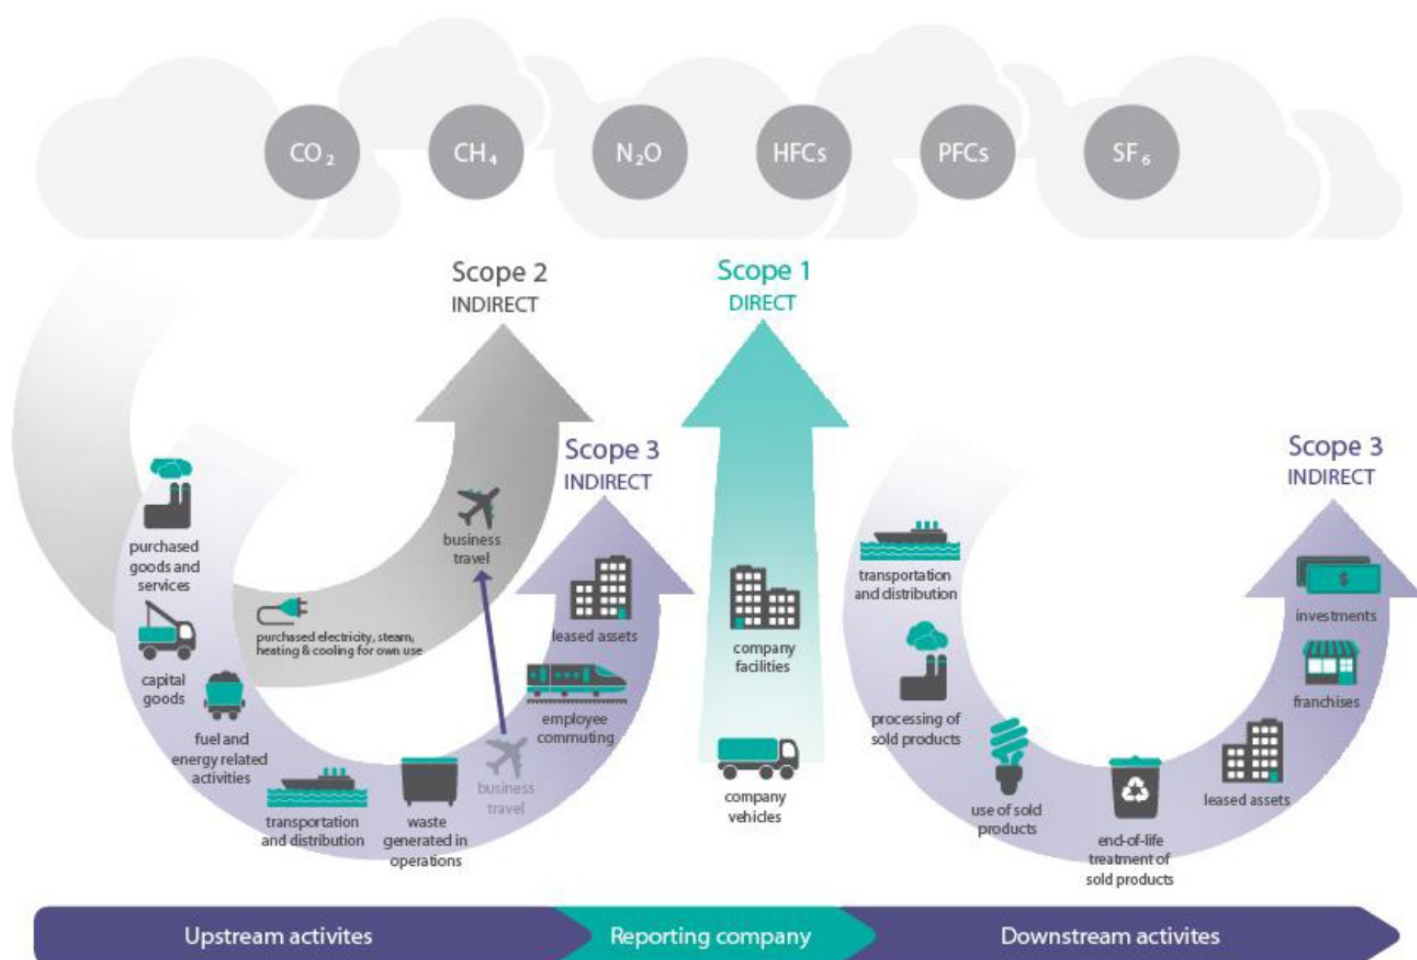 CO₂
CH₄
N₂O
HFCs
PFCs
SF₆
Scope 2
INDIRECT
Scope 1
DIRECT
Scope 3
INDIRECT
Scope 3
INDIRECT
purchased
goods and
services
capital
goods
fuel and
energy related
activities
transportation
and distribution
waste
generated in
operations
business
travel
employee
commuting
leased assets
purchased electricity, steam,
heating & cooling for own use
business
travel
company
facilities
company
vehicles
transportation
and distribution
processing of
sold products
use of sold
products
end-of-life
treatment of
sold products
leased assets
franchises
$
investments
Upstream activites
Reporting company
Downstream activites